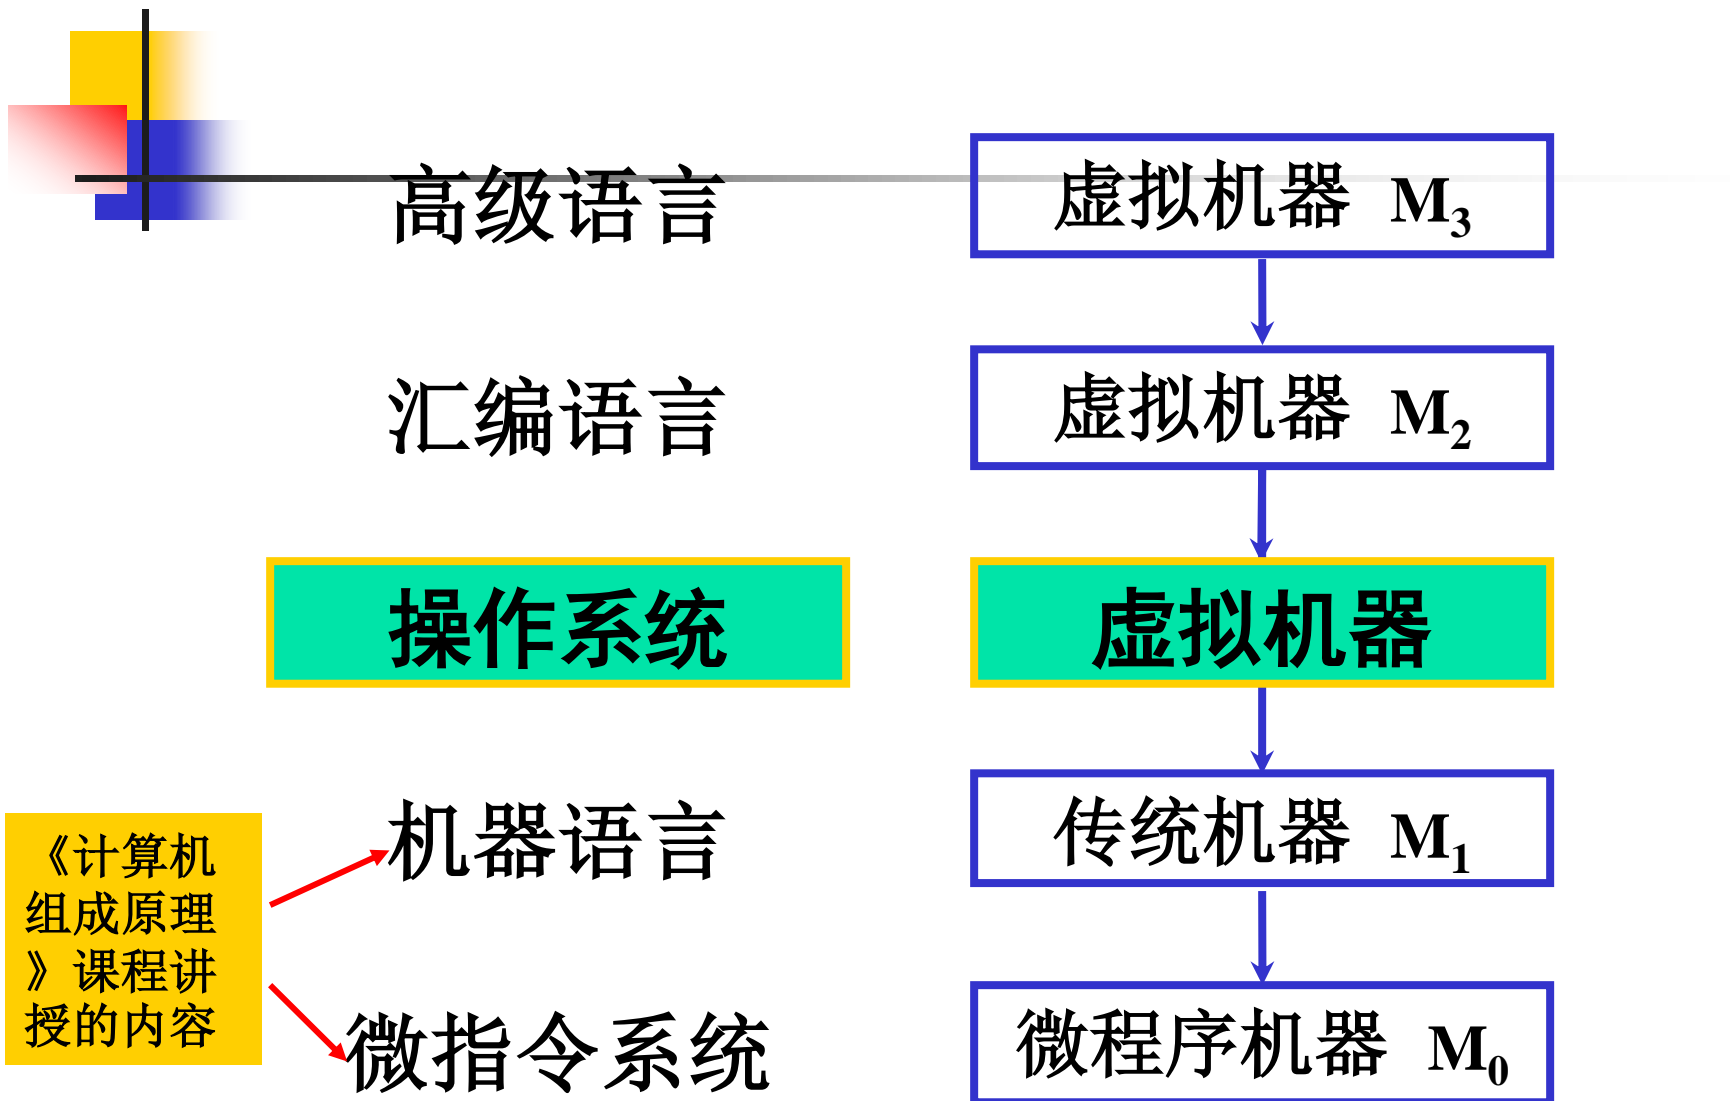 高级语言 虚拟机器 M₃
汇编语言 虚拟机器 M₂
操作系统 虚拟机器
机器语言 传统机器 M₁
《计算机
组成原理
》课程讲
授的内容
微指令系统 微程序机器 M₀